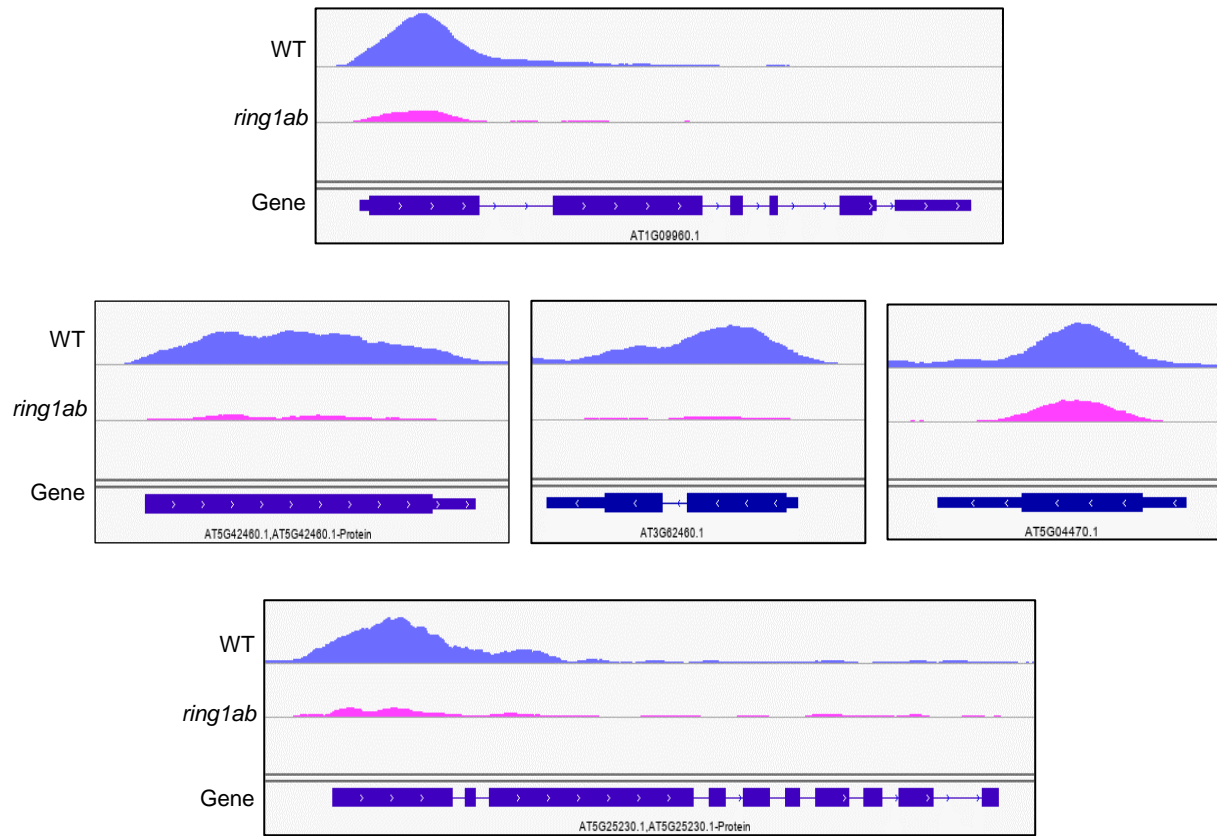 WT
ring1ab
Gene
AT1G09960.1
WT
ring1ab
Gene
AT5G42460.1,AT5G42460.1-Protein
AT3G62460.1
AT5G04470.1
WT
ring1ab
Gene
AT5G25230.1,AT5G25230.1-Protein